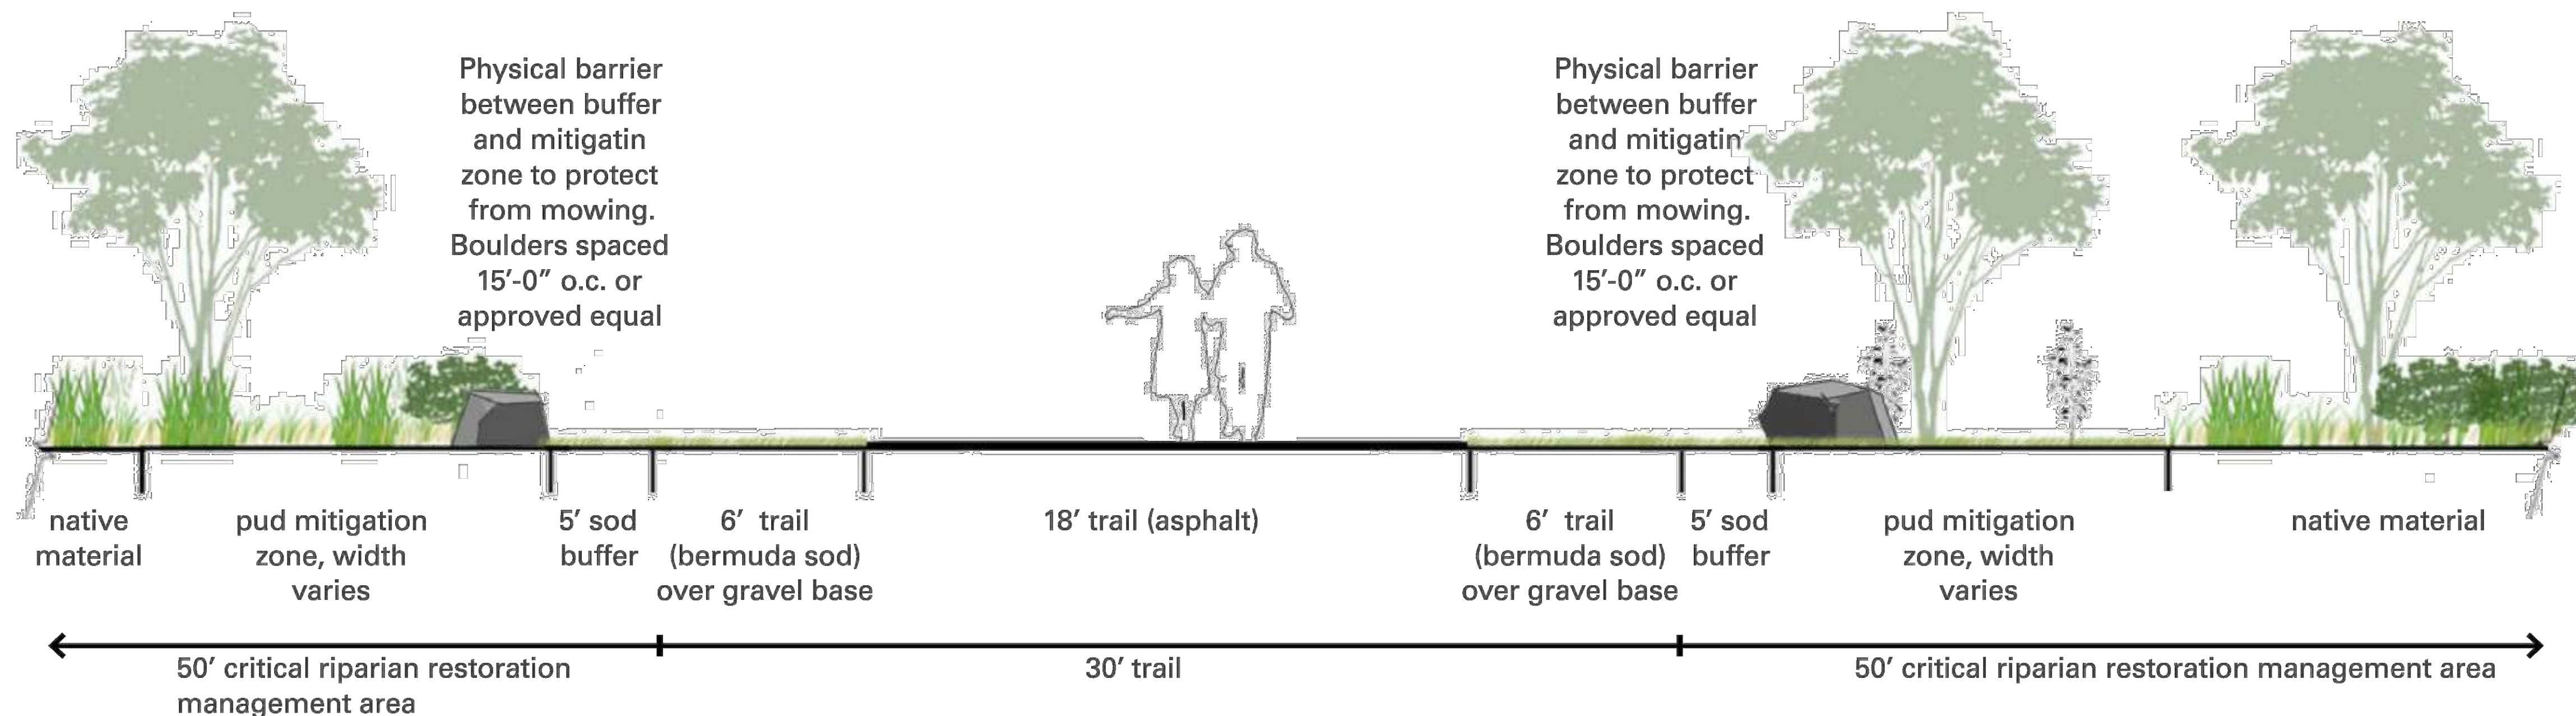 Physical barrier
between buffer
and mitigatin
zone to protect
from mowing.
Boulders spaced
15’-0” o.c. or
approved equal
Physical barrier
between buffer
and mitigatin
zone to protect
from mowing.
Boulders spaced
15’-0” o.c. or
approved equal
native
material
pud mitigation
zone, width
varies
5’ sod
buffer
6’ trail
(bermuda sod)
over gravel base
18’ trail (asphalt)
6’ trail
(bermuda sod)
over gravel base
5’ sod
buffer
pud mitigation
zone, width
varies
native material
50’ critical riparian restoration
management area
30’ trail
50’ critical riparian restoration management area